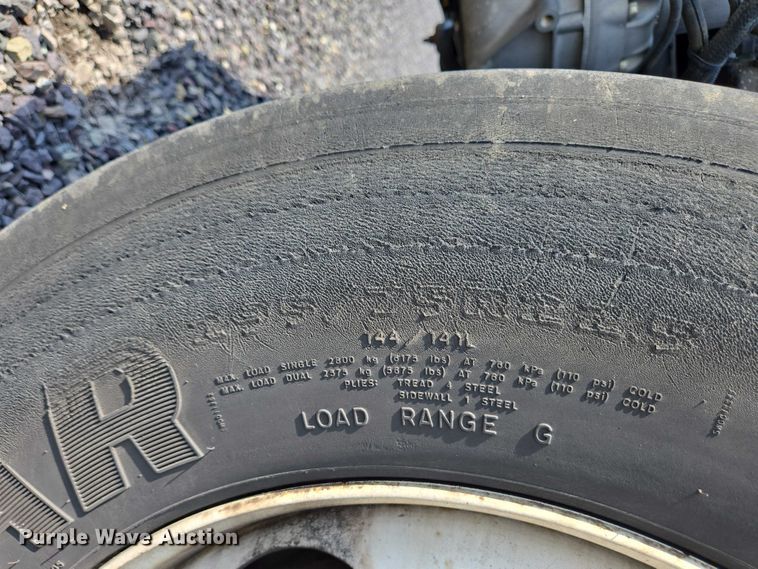 144/141L
MAX. LOAD SINGLE 2800 kg (6175 lbs) AT 760 kPa (110 psi) COLD
MAX. LOAD DUAL 2575 kg (5675 lbs) AT 760 kPa (110 psi) COLD
PLIES: TREAD 4 STEEL
SIDEWALL 1 STEEL
LOAD RANGE G
AR
Purple Wave Auction